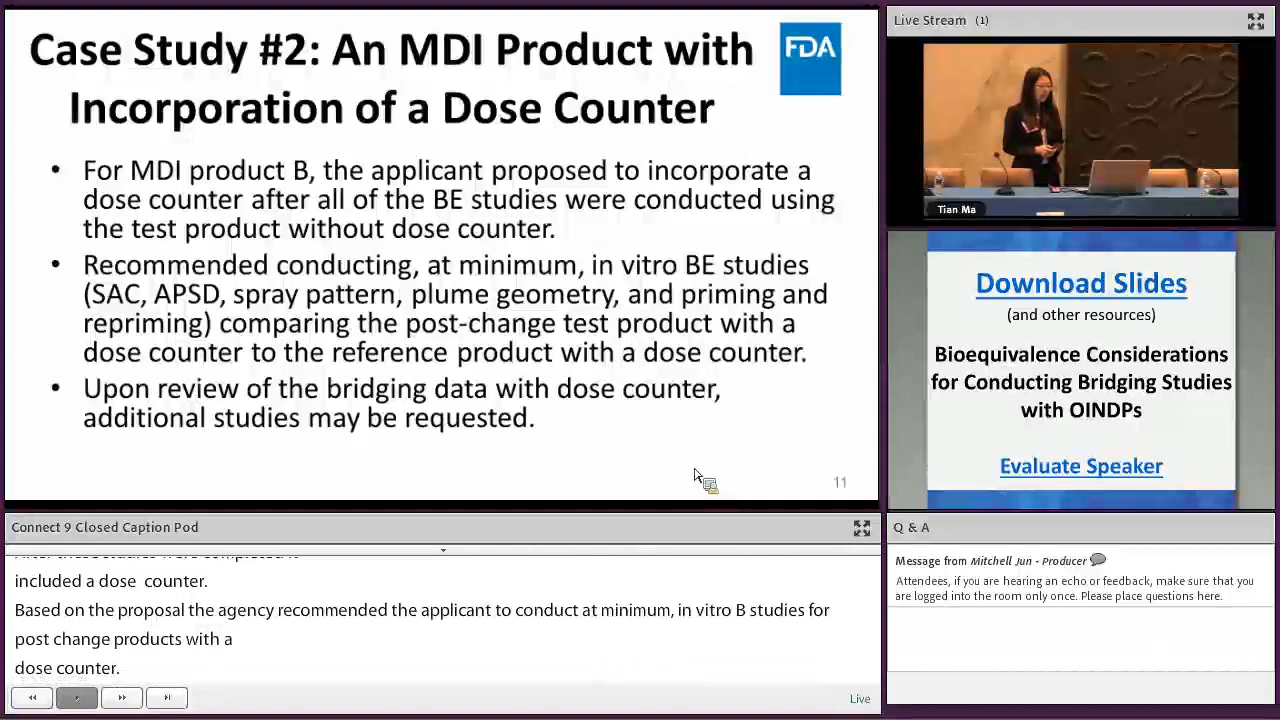 Case Study #2: An MDI Product with
Incorporation of a Dose Counter
FDA
• For MDI product B, the applicant proposed to incorporate a
dose counter after all of the BE studies were conducted using
the test product without dose counter.
• Recommended conducting, at minimum, in vitro BE studies
(SAC, APSD, spray pattern, plume geometry, and priming and
repriming) comparing the post-change test product with a
dose counter to the reference product with a dose counter.
• Upon review of the bridging data with dose counter,
additional studies may be requested.
11
Live Stream (1)
Tian Ma
Download Slides
(and other resources)
Bioequivalence Considerations
for Conducting Bridging Studies
with OINDPs
Evaluate Speaker
Connect 9 Closed Caption Pod
included a dose counter.
Based on the proposal the agency recommended the applicant to conduct at minimum, in vitro B studies for
post change products with a
dose counter.
Live
Q & A
Message from Mitchell Jun - Producer
Attendees, if you are hearing an echo or feedback, make sure that you
are logged into the room only once. Please place questions here.